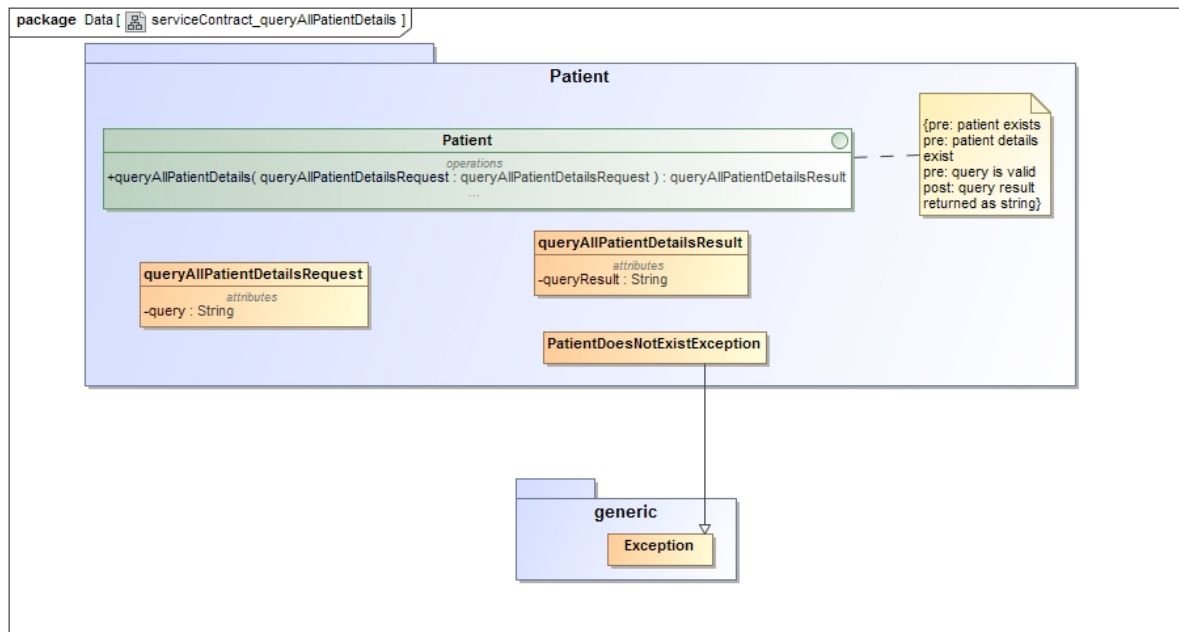 package Data [ serviceContract_queryAllPatientDetails ]
Patient
Patient
operations
+queryAllPatientDetails( queryAllPatientDetailsRequest : queryAllPatientDetailsRequest ) : queryAllPatientDetailsResult
...
{pre: patient exists
pre: patient details
exist
pre: query is valid
post: query result
returned as string}
queryAllPatientDetailsRequest
attributes
-query : String
queryAllPatientDetailsResult
attributes
-queryResult : String
PatientDoesNotExistException
generic
Exception